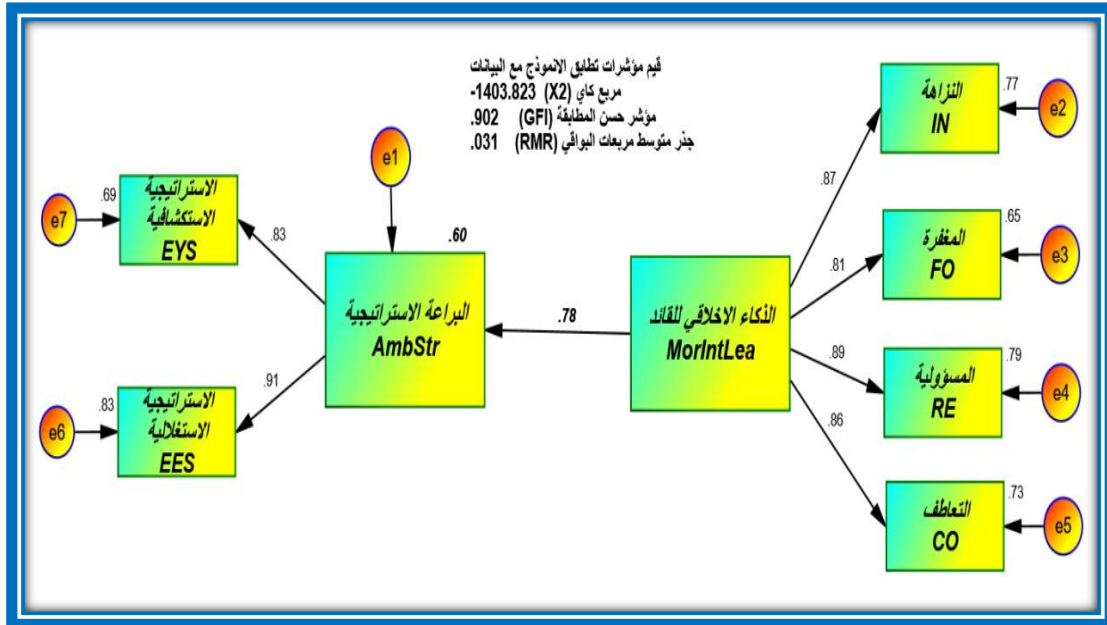 قيم مؤشرات تطابق الانموذج مع البيانات
مربع كاي (X2) -1403.823
مؤشر حسن المطابقة (GFI) .902
جذر متوسط مربعات البواقي (RMR) .031
النزاهة
IN
.77
e2
.87
المغفرة
FO
.65
e3
.81
المسؤولية
RE
.79
e4
.89
التعاطف
CO
.73
e5
.86
الذكاء الاخلاقي للقائد
MorIntLea
.78
e1
.60
البراعة الاستراتيجية
AmbStr
.83
الاستراتيجية
الاستكشافية
EYS
.69
e7
.91
الاستراتيجية
الاستغلالية
EES
.83
e6